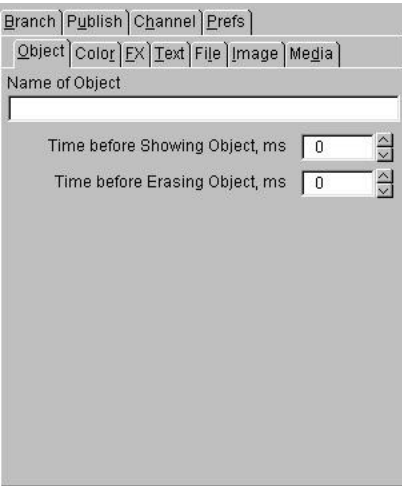 Branch Publish Channel Prefs
Object Color FX Text File Image Media
Name of Object
Time before Showing Object, ms 0
Time before Erasing Object, ms 0